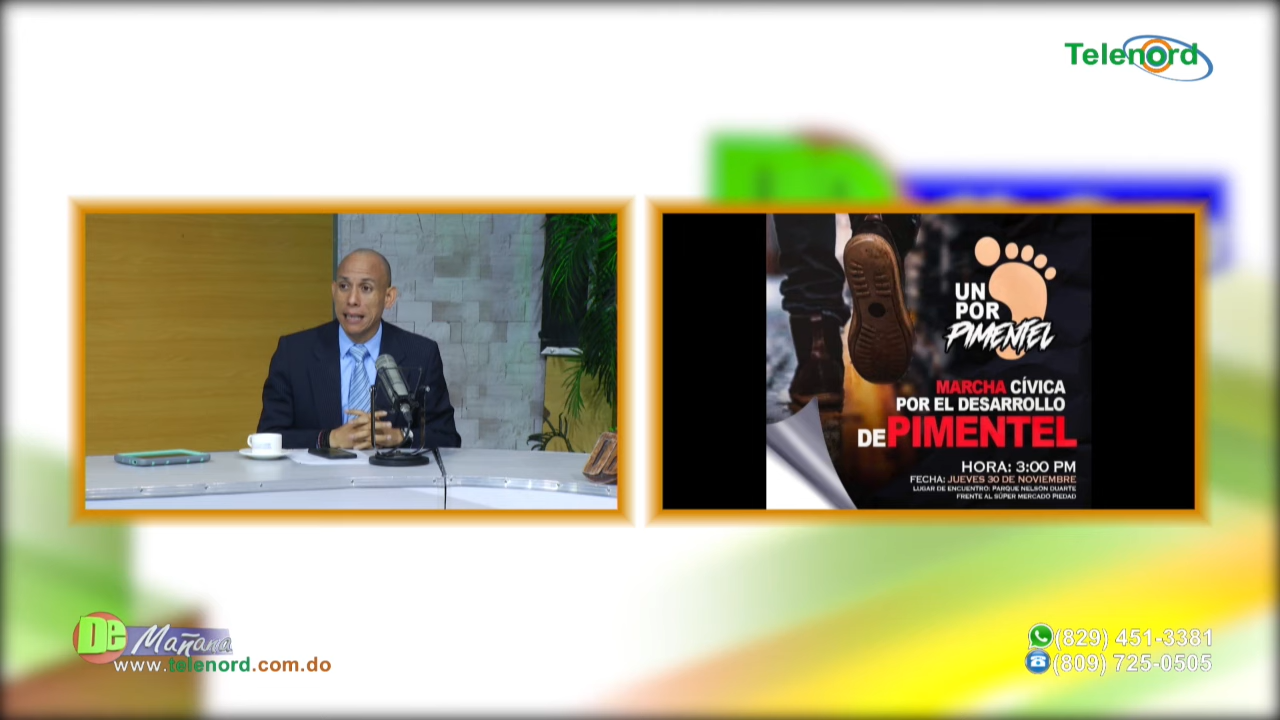 Telenord
UN
POR
PIMENTEL
MARCHA CÍVICA
POR EL DESARROLLO
DE PIMENTEL
HORA: 3:00 PM
FECHA: JUEVES 30 DE NOVIEMBRE
LUGAR DE ENCUENTRO: PARQUE NELSON DUARTE
FRENTE AL SÚPER MERCADO PIEDAD
De Mañana
www.telenord.com.do
(829) 451-3381
(809) 725-0505